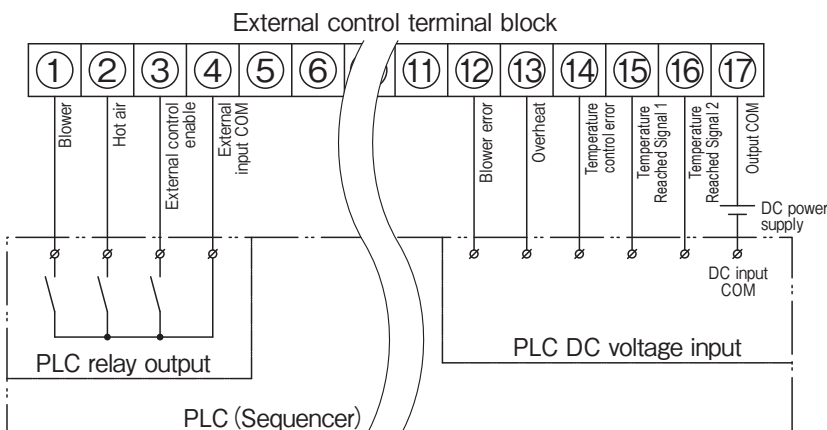 External control terminal block
① ② ③ ④ ⑤ ⑥ ⑪ ⑫ ⑬ ⑭ ⑮ ⑯ ⑰
Blower
Hot air
External control
enable
External
input COM
Blower error
Overheat
Temperature
control error
Temperature
Reached Signal 1
Temperature
Reached Signal 2
Output COM
DC power
supply
DC input
COM
PLC relay output
PLC DC voltage input
PLC (Sequencer)